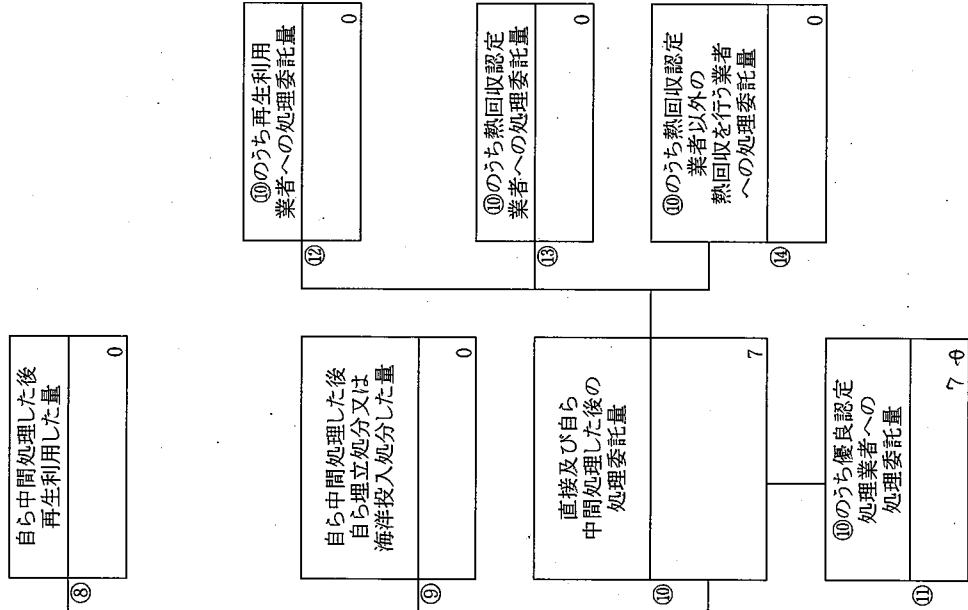 ⑧
自ら中間処理した後
再生利用した量
0
⑨
自ら中間処理した後
自ら埋立処分又は
海洋投入処分した量
0
⑩
直接及び自ら
中間処理した後の
処理委託量
7
⑪
⑩のうち優良認定
処理業者への
処理委託量
7 0
⑫
⑩のうち再生利用
業者への処理委託量
0
⑬
⑩のうち熱回収認定
業者への処理委託量
0
⑭
⑩のうち熱回収認定
業者以外の
熱回収を行う業者
への処理委託量
0